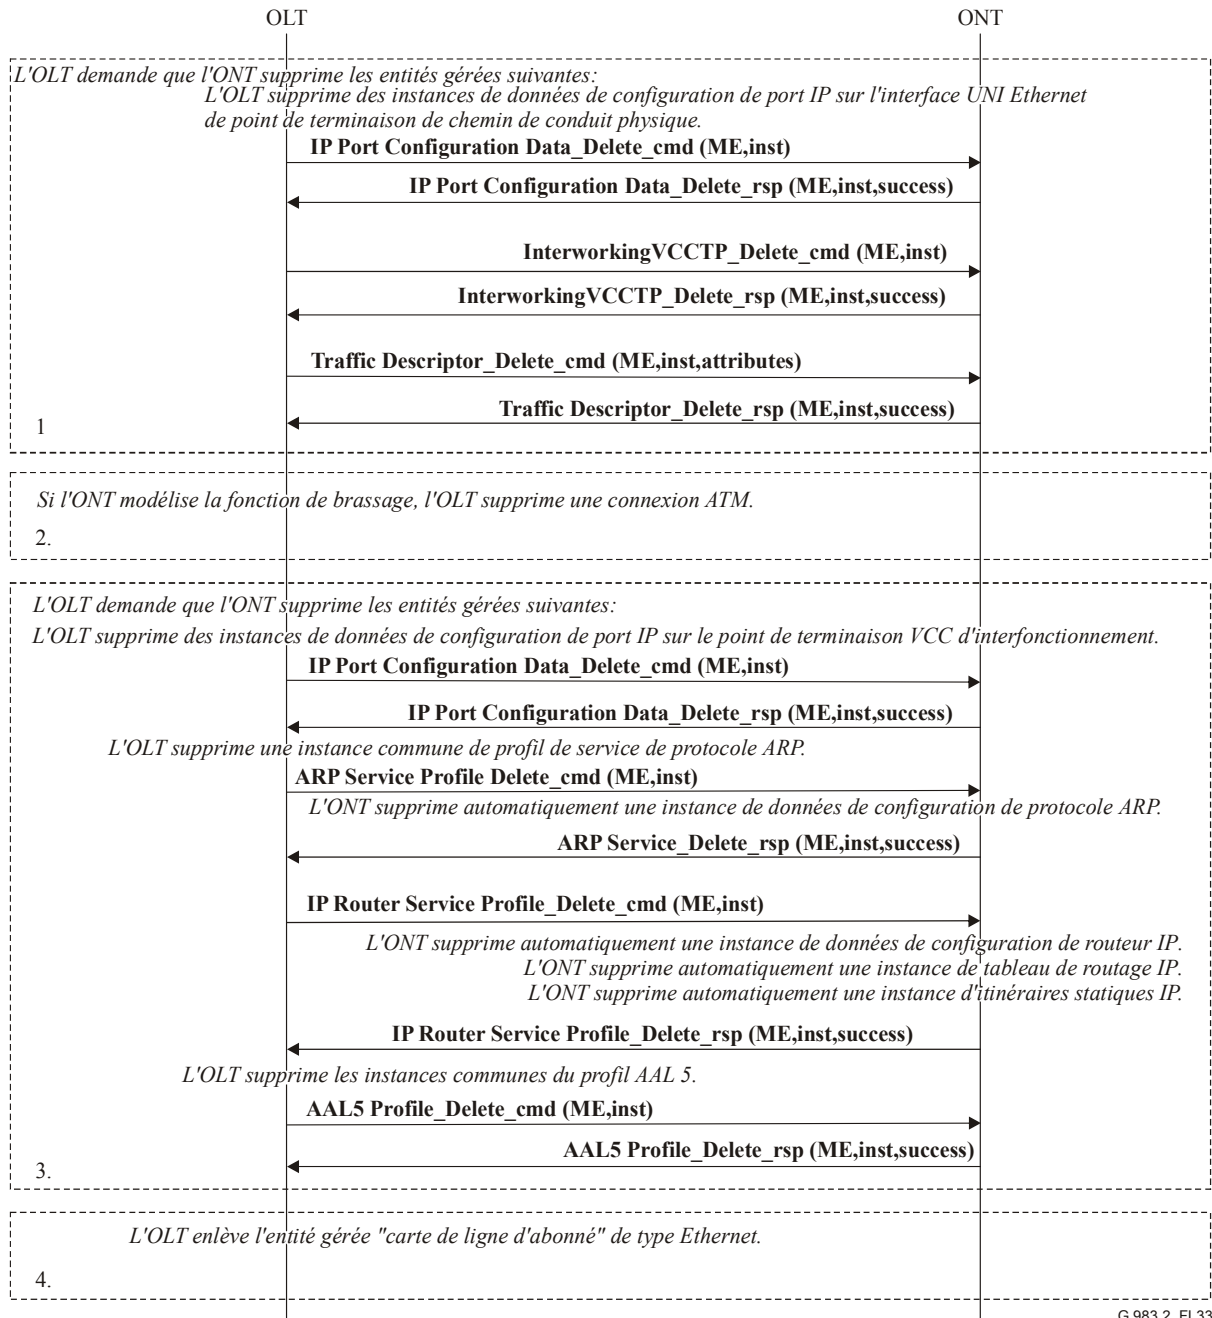 OLT
ONT
L'OLT demande que l'ONT supprime les entités gérées suivantes:
L'OLT supprime des instances de données de configuration de port IP sur l'interface UNI Ethernet
de point de terminaison de chemin de conduit physique.
IP Port Configuration Data_Delete_cmd (ME,inst)
IP Port Configuration Data_Delete_rsp (ME,inst,success)
InterworkingVCCTP_Delete_cmd (ME,inst)
InterworkingVCCTP_Delete_rsp (ME,inst,success)
Traffic Descriptor_Delete_cmd (ME,inst,attributes)
Traffic Descriptor_Delete_rsp (ME,inst,success)
1
Si l'ONT modélise la fonction de brassage, l'OLT supprime une connexion ATM.
2.
L'OLT demande que l'ONT supprime les entités gérées suivantes:
L'OLT supprime des instances de données de configuration de port IP sur le point de terminaison VCC d'interfonctionnement.
IP Port Configuration Data_Delete_cmd (ME,inst)
IP Port Configuration Data_Delete_rsp (ME,inst,success)
L'OLT supprime une instance commune de profil de service de protocole ARP.
ARP Service Profile Delete_cmd (ME,inst)
L'ONT supprime automatiquement une instance de données de configuration de protocole ARP.
ARP Service_Delete_rsp (ME,inst,success)
IP Router Service Profile_Delete_cmd (ME,inst)
L'ONT supprime automatiquement une instance de données de configuration de routeur IP.
L'ONT supprime automatiquement une instance de tableau de routage IP.
L'ONT supprime automatiquement une instance d'itinéraires statiques IP.
IP Router Service Profile_Delete_rsp (ME,inst,success)
L'OLT supprime les instances communes du profil AAL 5.
AAL5 Profile_Delete_cmd (ME,inst)
AAL5 Profile_Delete_rsp (ME,inst,success)
3.
L'OLT enlève l'entité gérée "carte de ligne d'abonné" de type Ethernet.
4.
G.983.2_FI.33